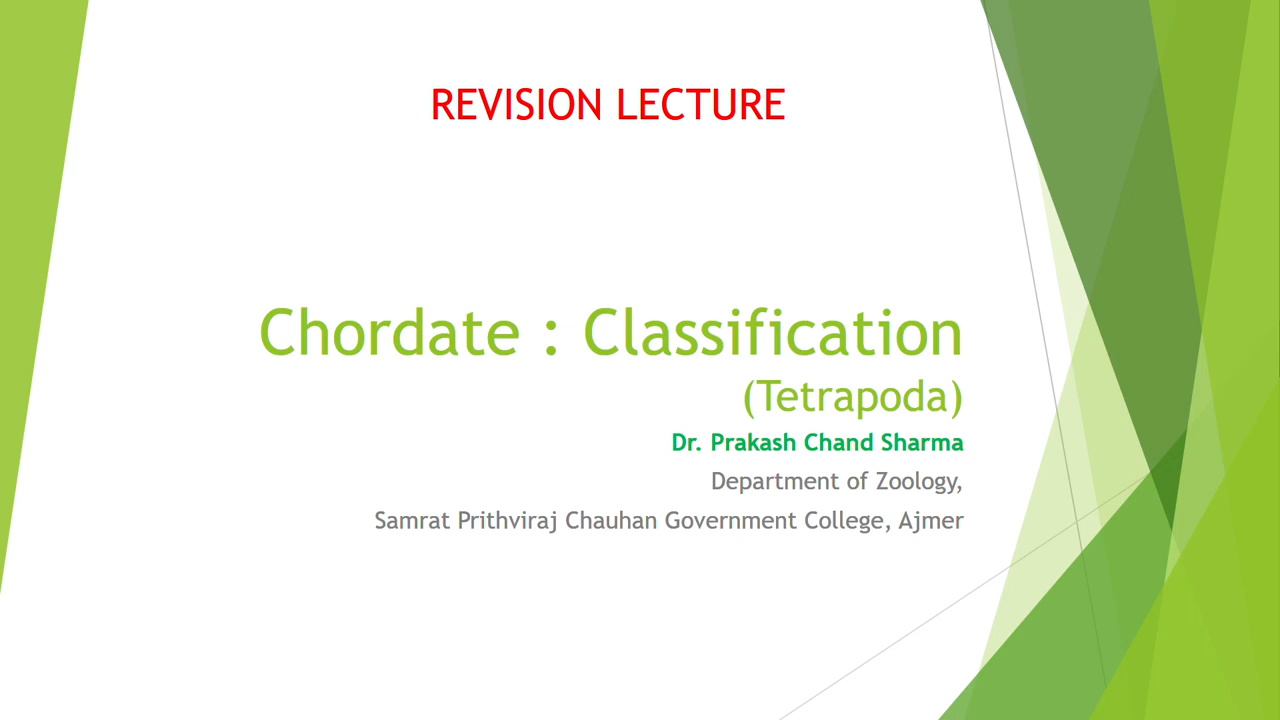 REVISION LECTURE
Chordate : Classification
(Tetrapoda)
Dr. Prakash Chand Sharma
Department of Zoology,
Samrat Prithviraj Chauhan Government College, Ajmer